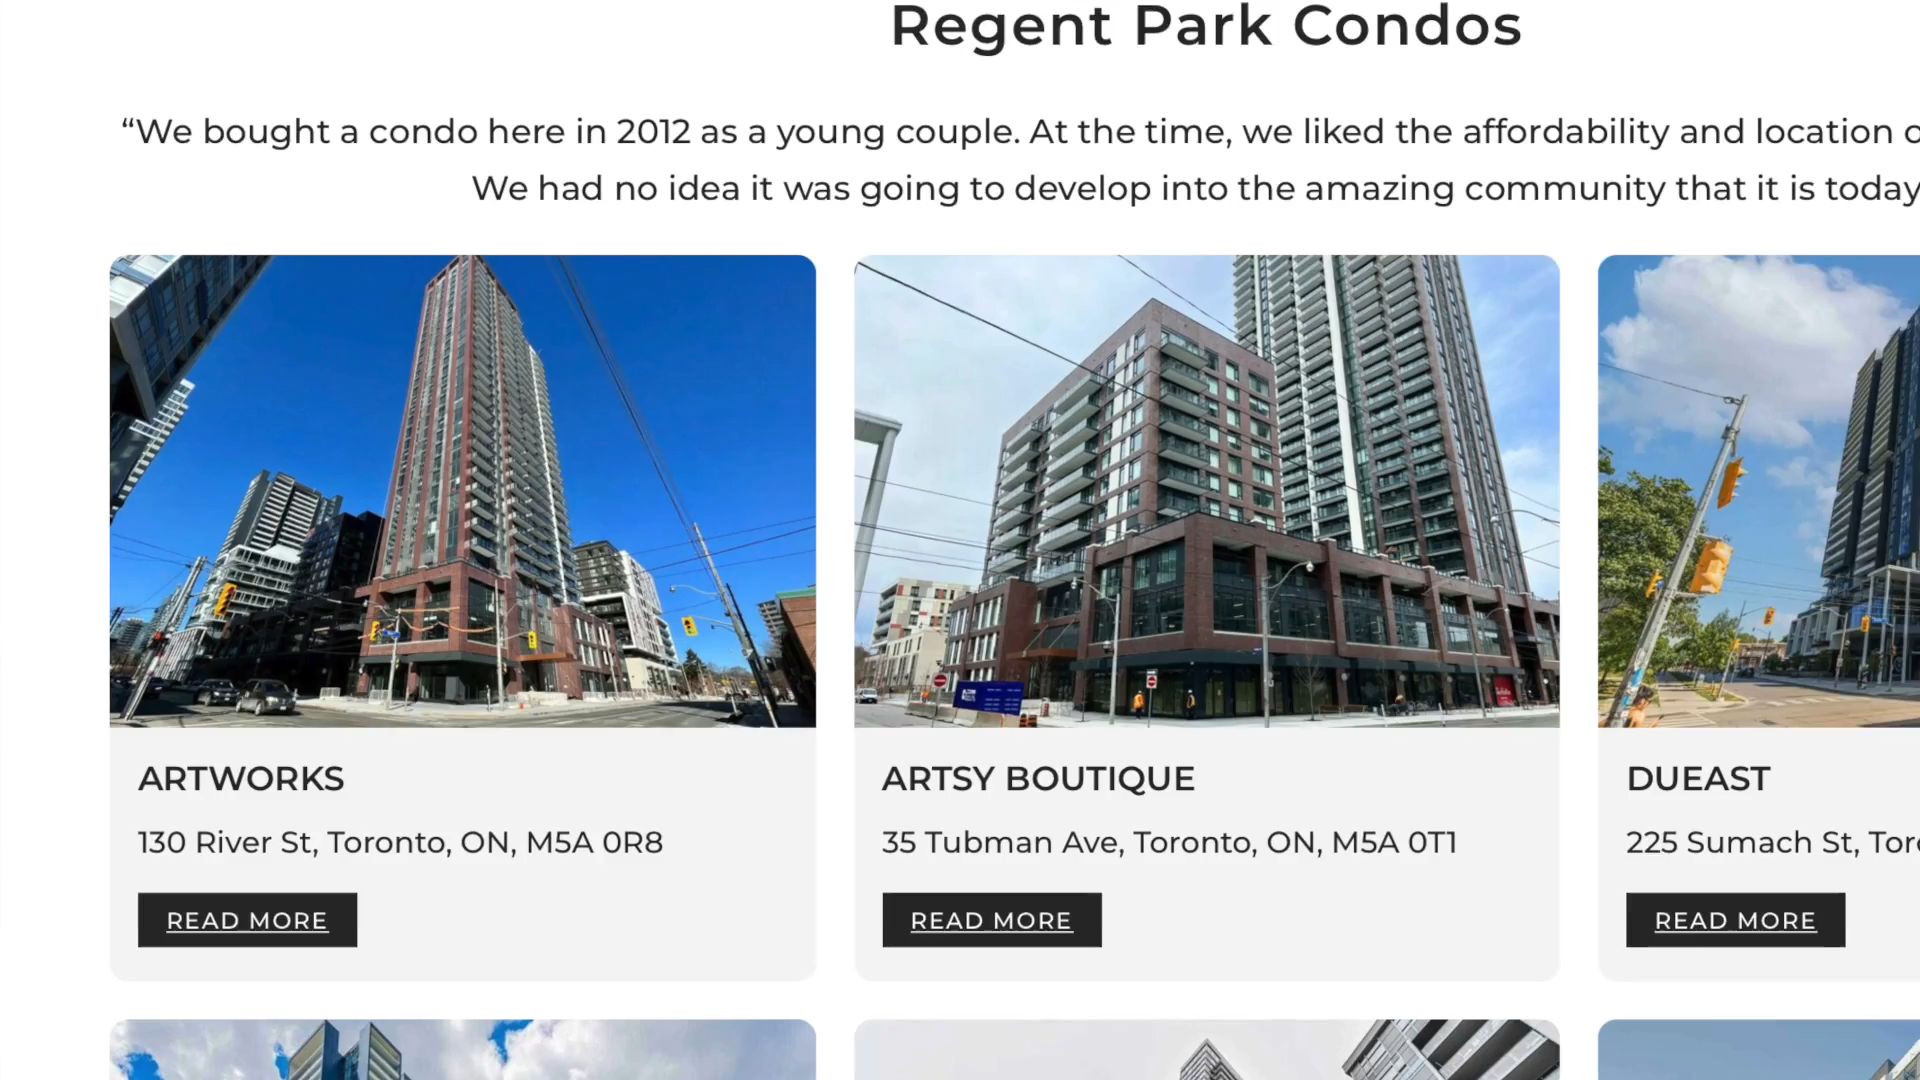 Regent Park Condos
“We bought a condo here in 2012 as a young couple. At the time, we liked the affordability and location
We had no idea it was going to develop into the amazing community that it is today
ARTWORKS
130 River St, Toronto, ON, M5A 0R8
READ MORE
ARTSY BOUTIQUE
35 Tubman Ave, Toronto, ON, M5A 0T1
READ MORE
DUEAST
225 Sumach St,
READ MORE